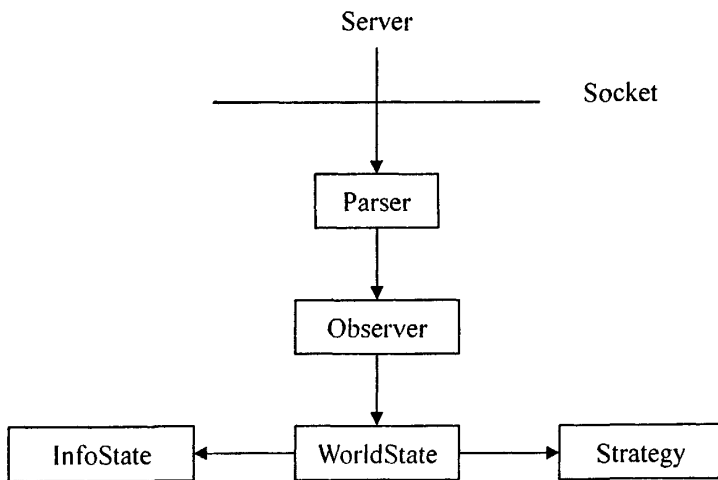 Server
Socket
Parser
Observer
InfoState
WorldState
Strategy